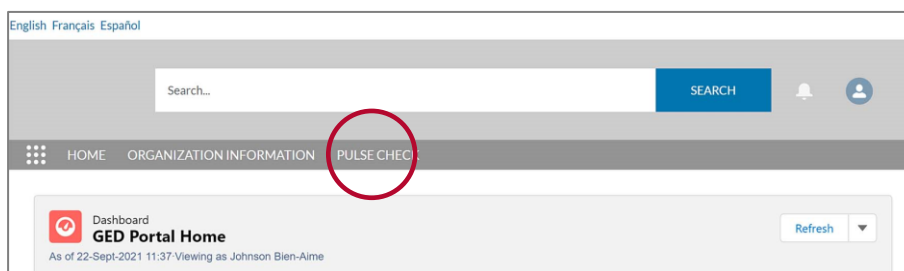 English Français Español
Search... SEARCH
HOME ORGANIZATION INFORMATION PULSE CHECK
Dashboard
GED Portal Home
Refresh
As of 22-Sept-2021 11:37·Viewing as Johnson Bien-Aime